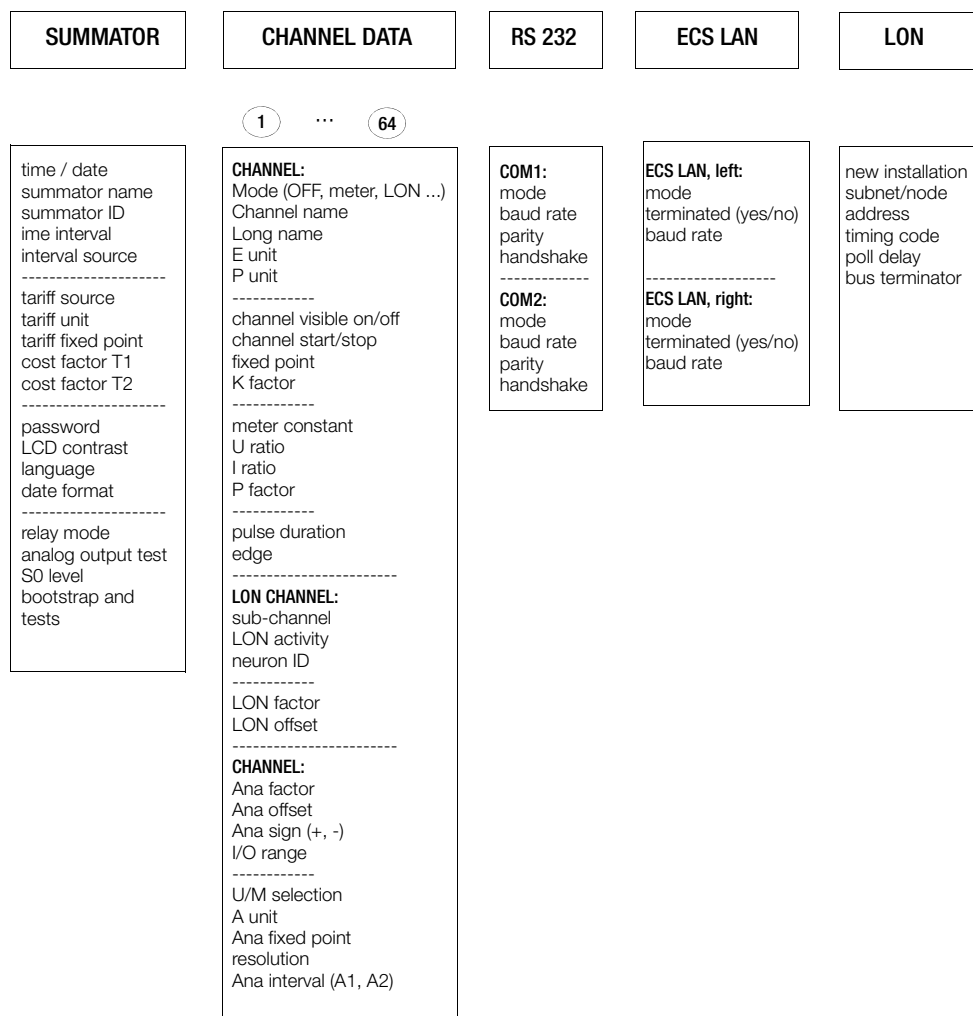 SUMMATOR
CHANNEL DATA
RS 232
ECS LAN
LON
1 ... 64
time / date
summator name
summator ID
ime interval
interval source
----------------------
tariff source
tariff unit
tariff fixed point
cost factor T1
cost factor T2
----------------------
password
LCD contrast
language
date format
----------------------
relay mode
analog output test
S0 level
bootstrap and
tests
CHANNEL:
Mode (OFF, meter, LON ...)
Channel name
Long name
E unit
P unit
------------
channel visible on/off
channel start/stop
fixed point
K factor
------------
meter constant
U ratio
I ratio
P factor
------------
pulse duration
edge
------------------------
LON CHANNEL:
sub-channel
LON activity
neuron ID
------------
LON factor
LON offset
------------------------
CHANNEL:
Ana factor
Ana offset
Ana sign (+, -)
I/O range
------------
U/M selection
A unit
Ana fixed point
resolution
Ana interval (A1, A2)
COM1:
mode
baud rate
parity
handshake
-------------
COM2:
mode
baud rate
parity
handshake
ECS LAN, left:
mode
terminated (yes/no)
baud rate
-------------------
ECS LAN, right:
mode
terminated (yes/no)
baud rate
new installation
subnet/node
address
timing code
poll delay
bus terminator